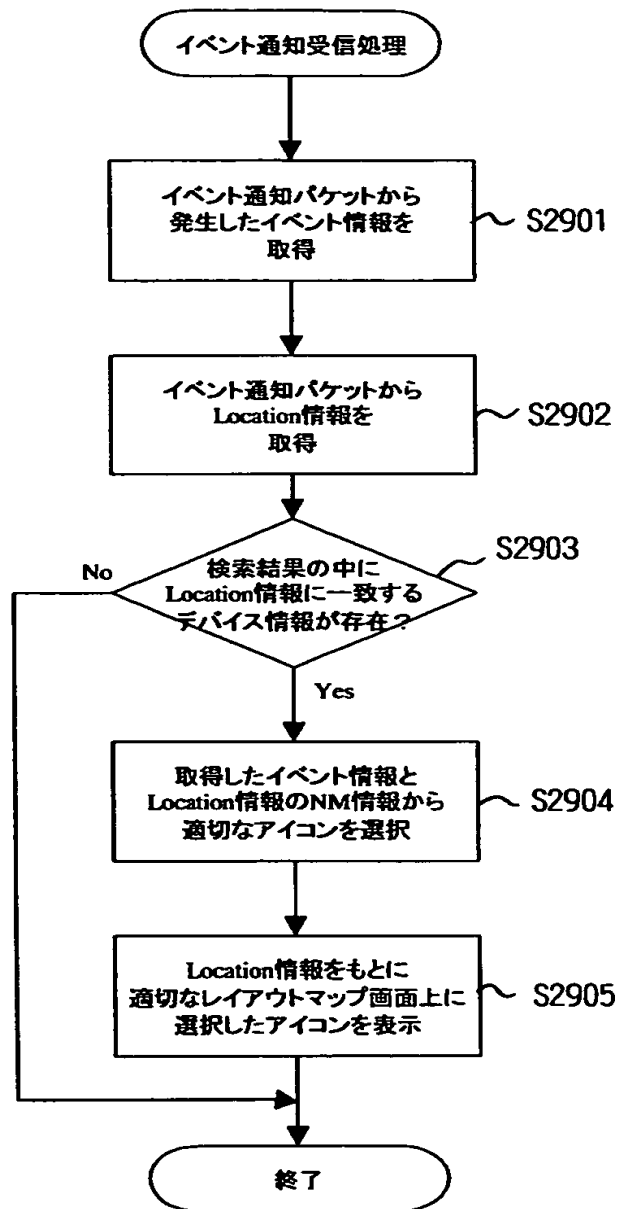 イベント通知受信処理
イベント通知パケットから
発生したイベント情報を
取得
S2901
イベント通知パケットから
Location情報を
取得
S2902
S2903
No
検索結果の中に
Location情報に一致する
デバイス情報が存在？
Yes
取得したイベント情報と
Location情報のNM情報から
適切なアイコンを選択
S2904
Location情報をもとに
適切なレイアウトマップ画面上に
選択したアイコンを表示
S2905
終了